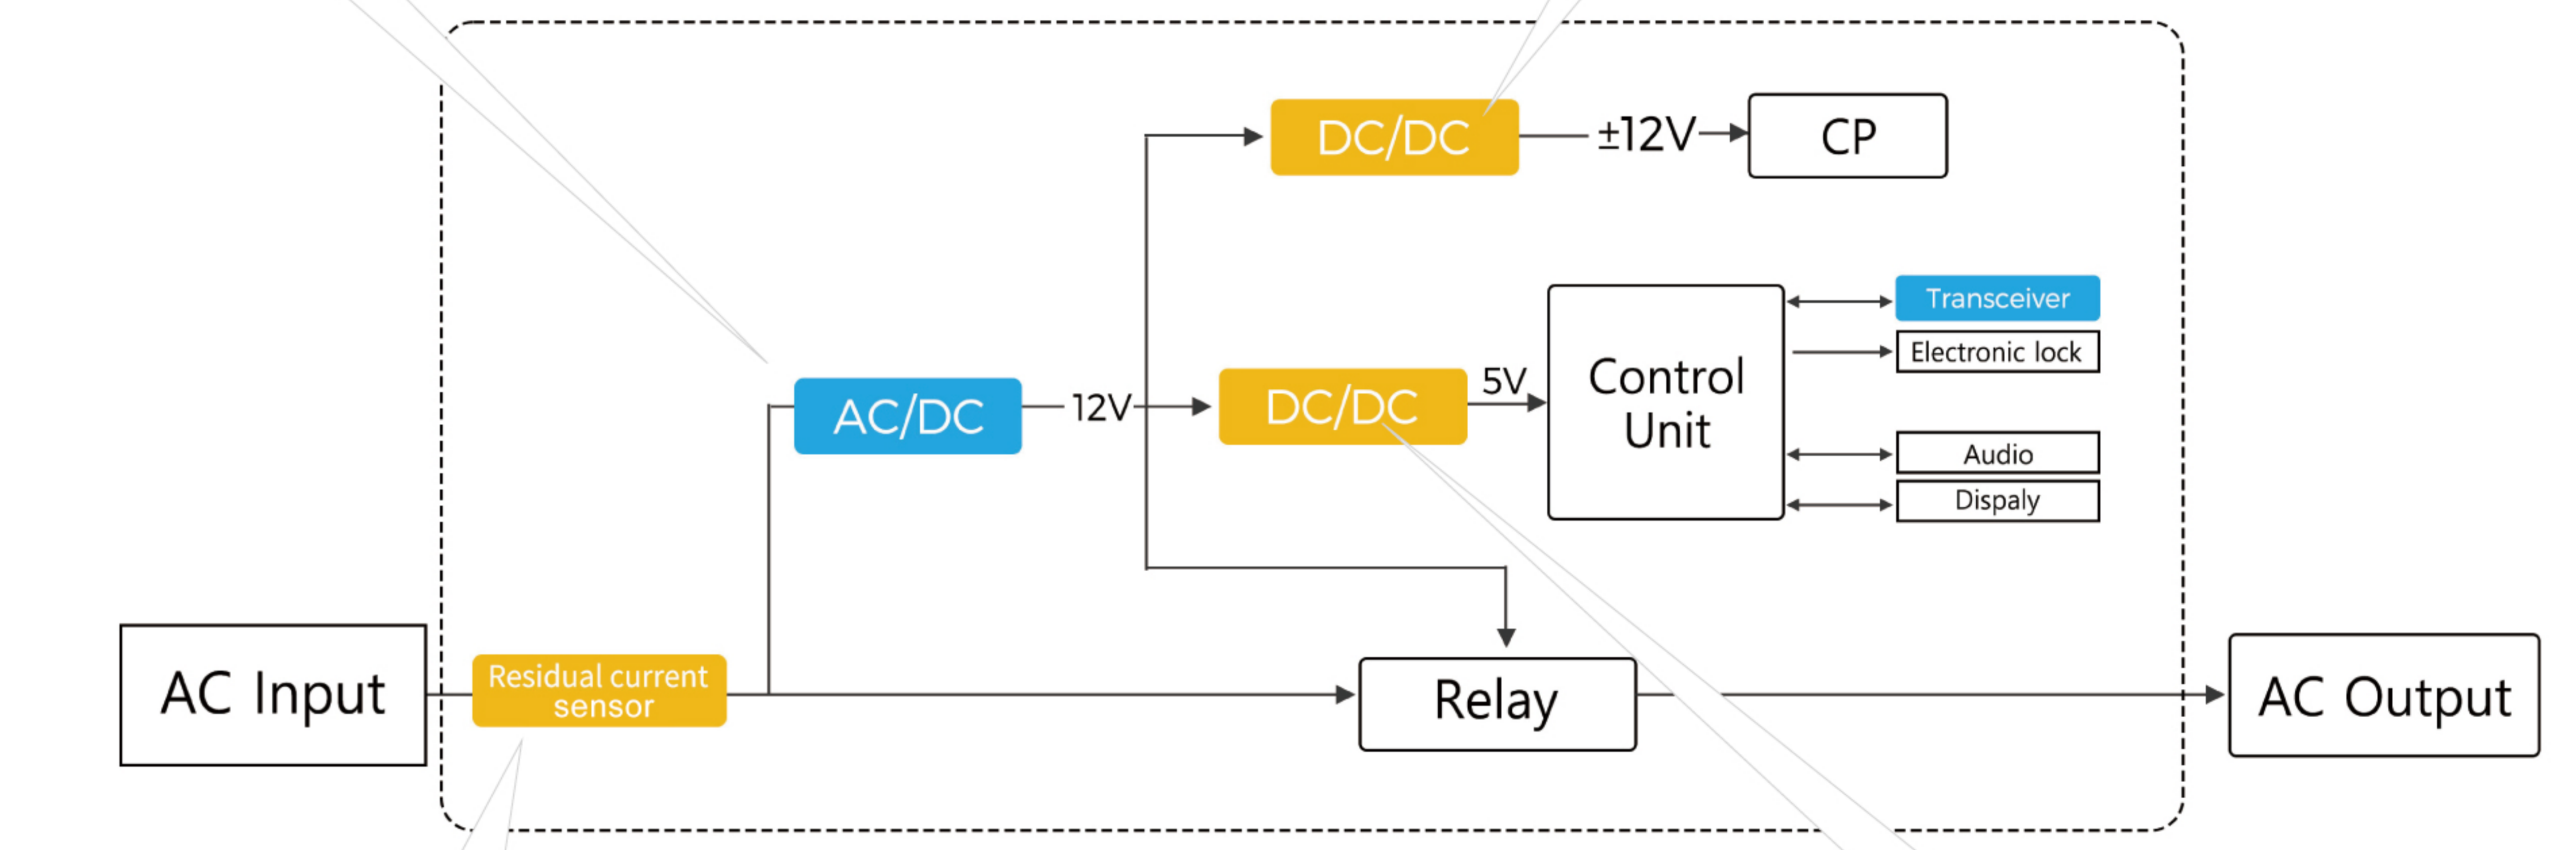 DC/DC
±12V
CP
Transceiver
Electronic lock
Control
Unit
5V
DC/DC
12V
AC/DC
Audio
Dispaly
AC Input
Residual current
sensor
Relay
AC Output